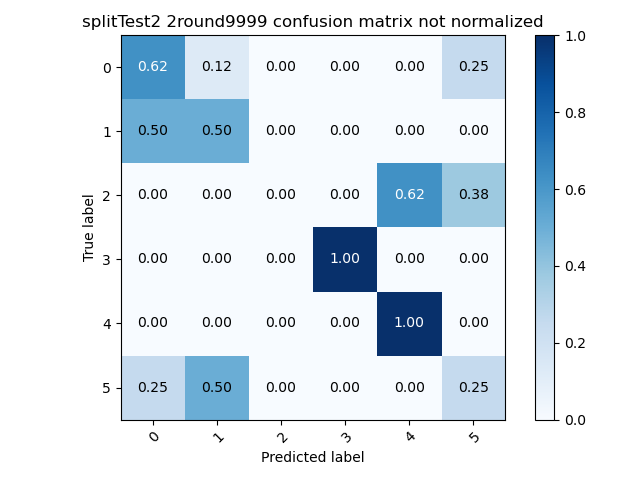 splitTest2 2round9999 confusion matrix not normalized
0 0.62 0.12 0.00 0.00 0.00 0.25
1 0.50 0.50 0.00 0.00 0.00 0.00
2 0.00 0.00 0.00 0.00 0.62 0.38
3 0.00 0.00 0.00 1.00 0.00 0.00
4 0.00 0.00 0.00 0.00 1.00 0.00
5 0.25 0.50 0.00 0.00 0.00 0.25
0 1 2 3 4 5
True label
Predicted label
1.0
0.8
0.6
0.4
0.2
0.0